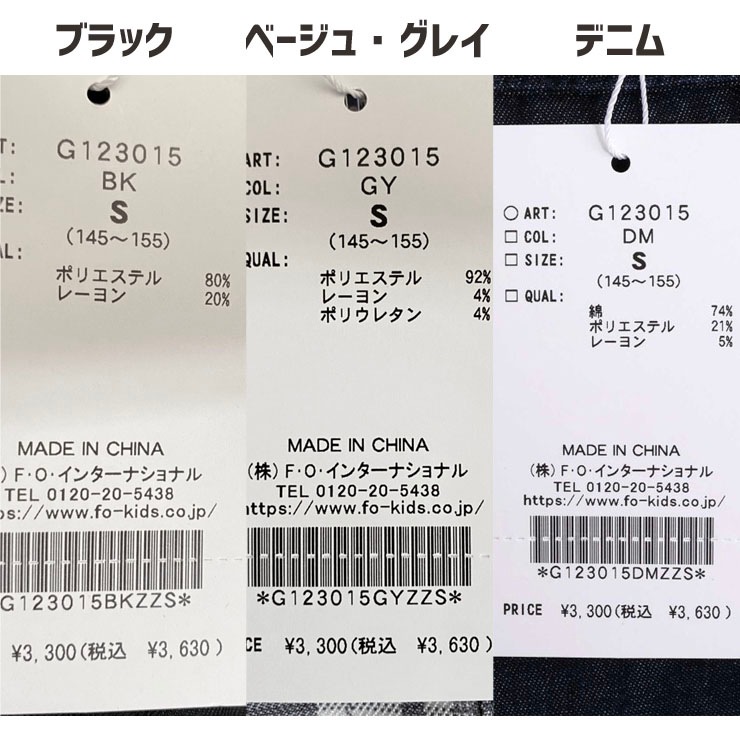 ブラック
T: G123015
L: BK
ZE: S
(145～155)
AL:
ポリエステル 80%
レーヨン 20%
MADE IN CHINA
) F・O・インターナショナル
TEL 0120-20-5438
ps://www.fo-kids.co.jp/
G123015BKZZS*
¥3,300(税込 ¥3,630)
ベージュ・グレイ
ART: G123015
COL: GY
SIZE: S
(145～155)
QUAL:
ポリエステル 92%
レーヨン 4%
ポリウレタン 4%
MADE IN CHINA
(株) F・O・インターナショナル
TEL 0120-20-5438
https://www.fo-kids.co.jp/
*G123015GYZZS*
CE ¥3,300(税込 ¥3,630)
デニム
○ ART: G123015
□ COL: DM
□ SIZE: S
(145～155)
□ QUAL:
綿 74%
ポリエステル 21%
レーヨン 5%
MADE IN CHINA
(株) F・O・インターナショナル
TEL 0120-20-5438
https://www.fo-kids.co.jp/
*G123015DMZZS*
PRICE ¥3,300(税込 ¥3,630)